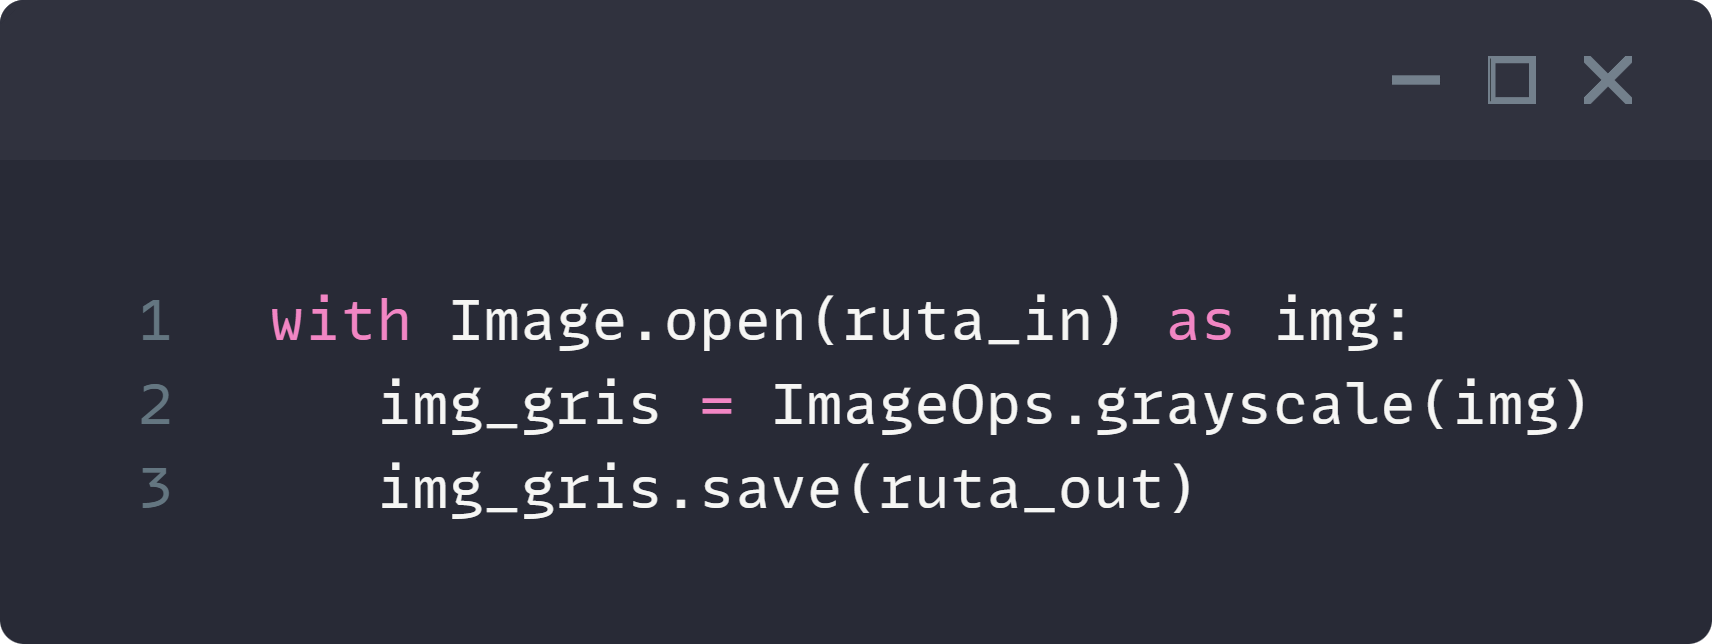 1 with Image.open(ruta_in) as img:
2    img_gris = ImageOps.grayscale(img)
3    img_gris.save(ruta_out)